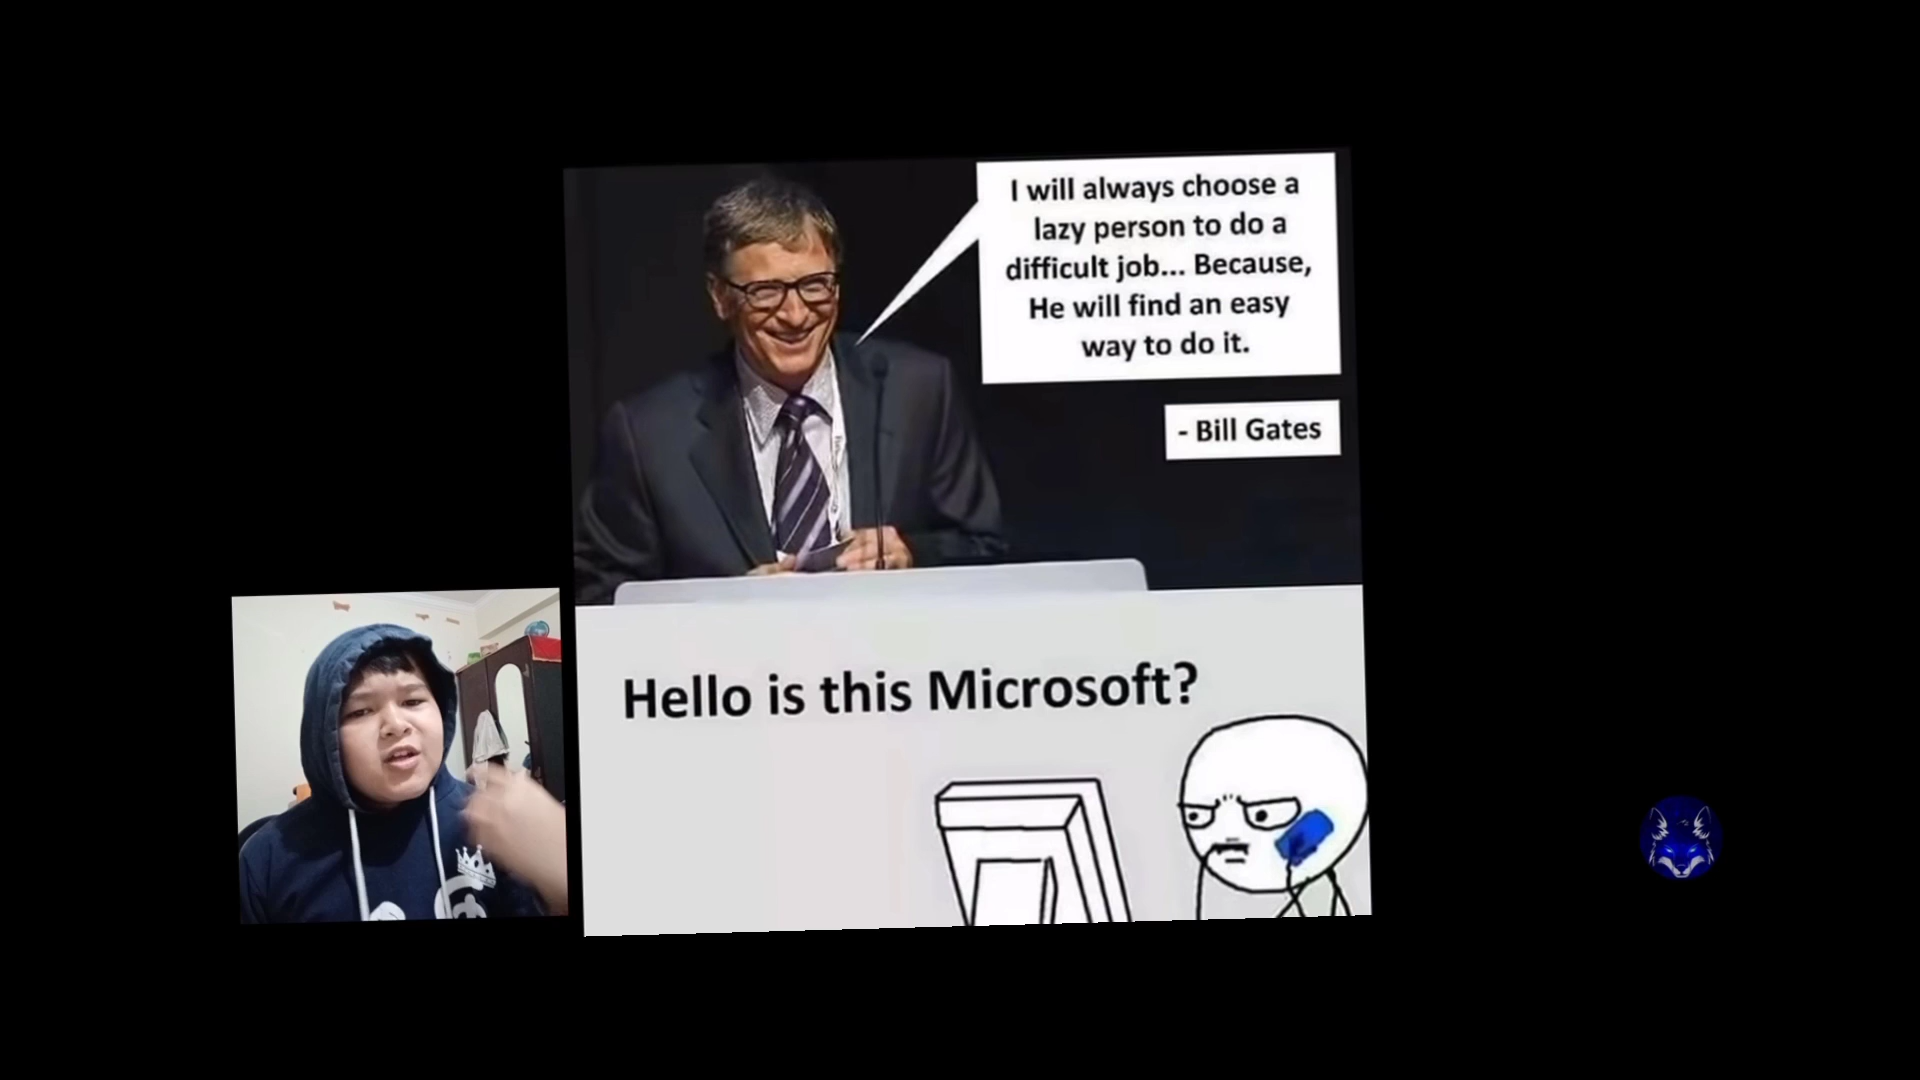 I will always choose a
lazy person to do a
difficult job... Because,
He will find an easy
way to do it.
- Bill Gates
Hello is this Microsoft?